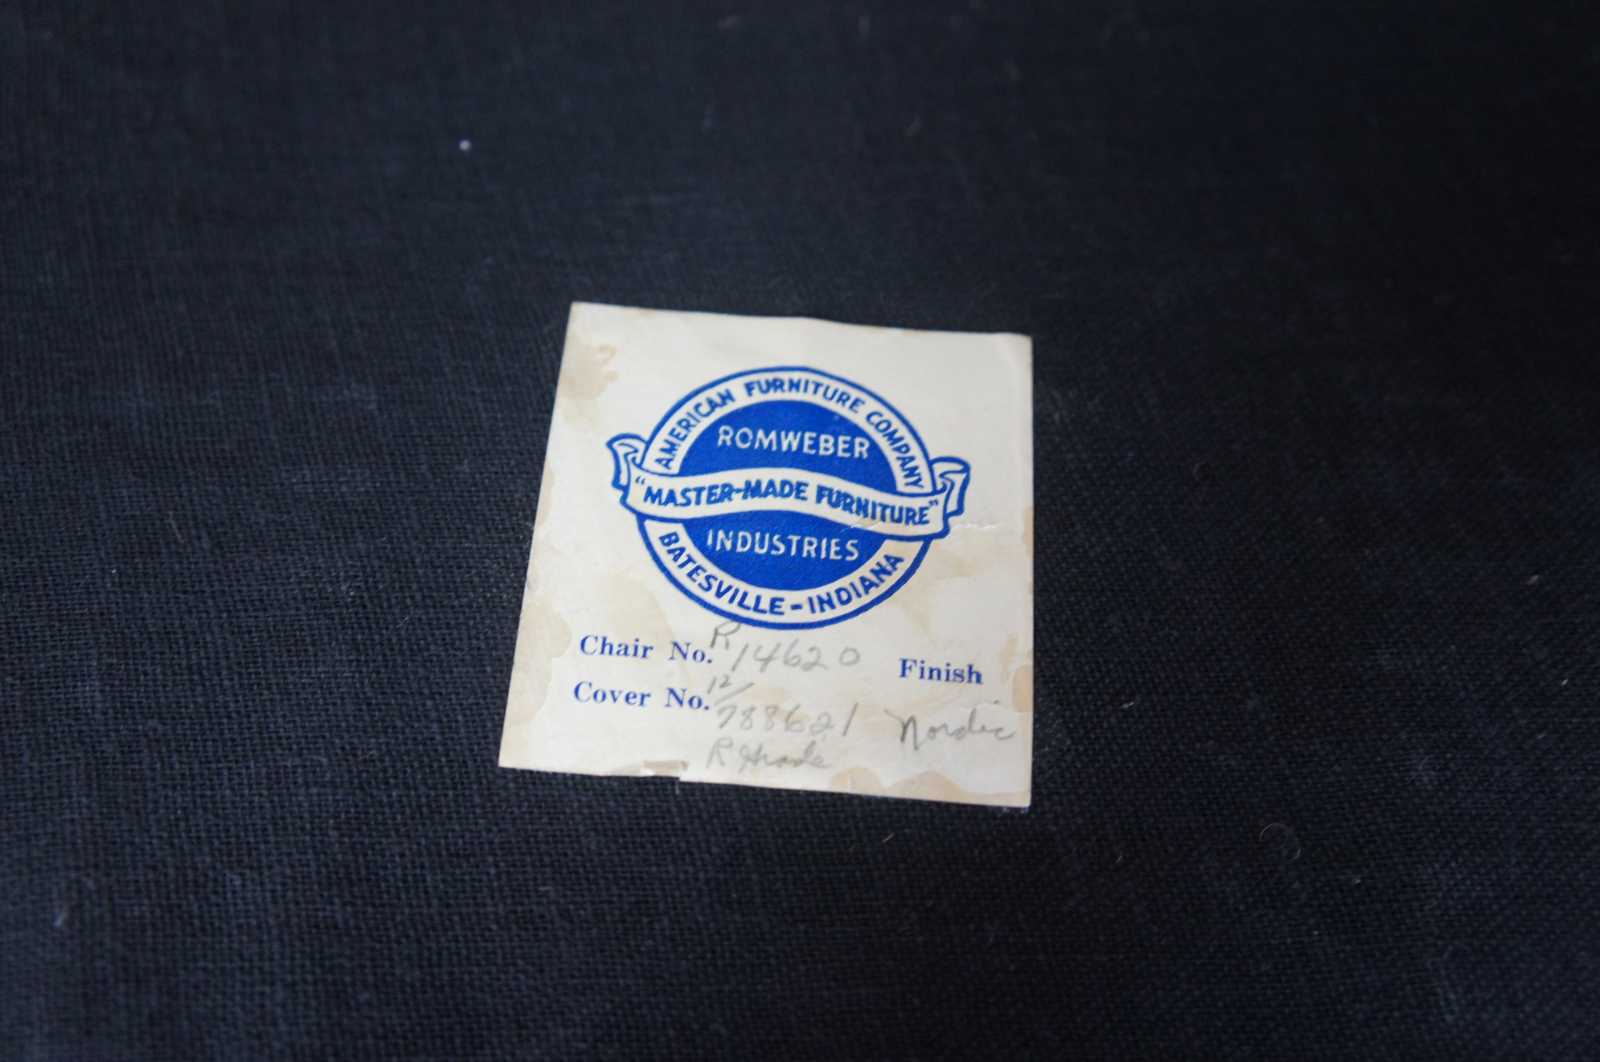 AMERICAN FURNITURE COMPANY
ROMWEBER
"MASTER-MADE FURNITURE"
INDUSTRIES
BATESVILLE - INDIANA
Chair No. R 14620
Finish
Cover No. 12/788621
Nordic
R Grade